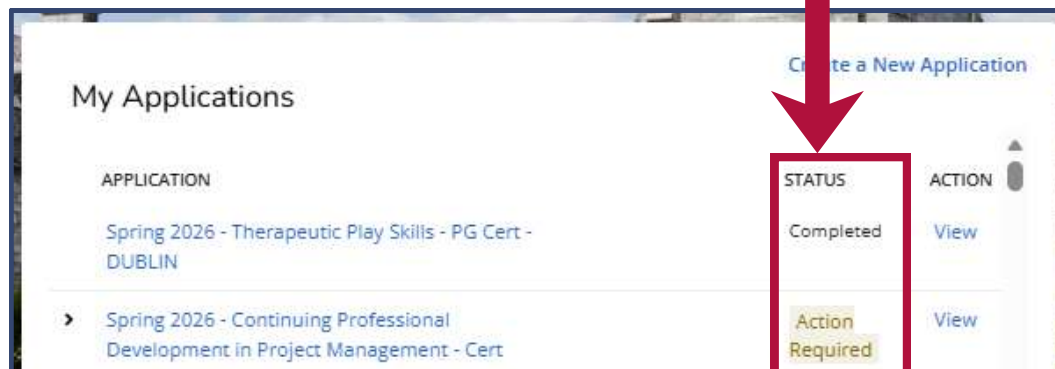 Create a New Application
My Applications
APPLICATION STATUS ACTION
Spring 2026 - Therapeutic Play Skills - PG Cert - Completed View
DUBLIN
Spring 2026 - Continuing Professional Action View
Development in Project Management - Cert Required